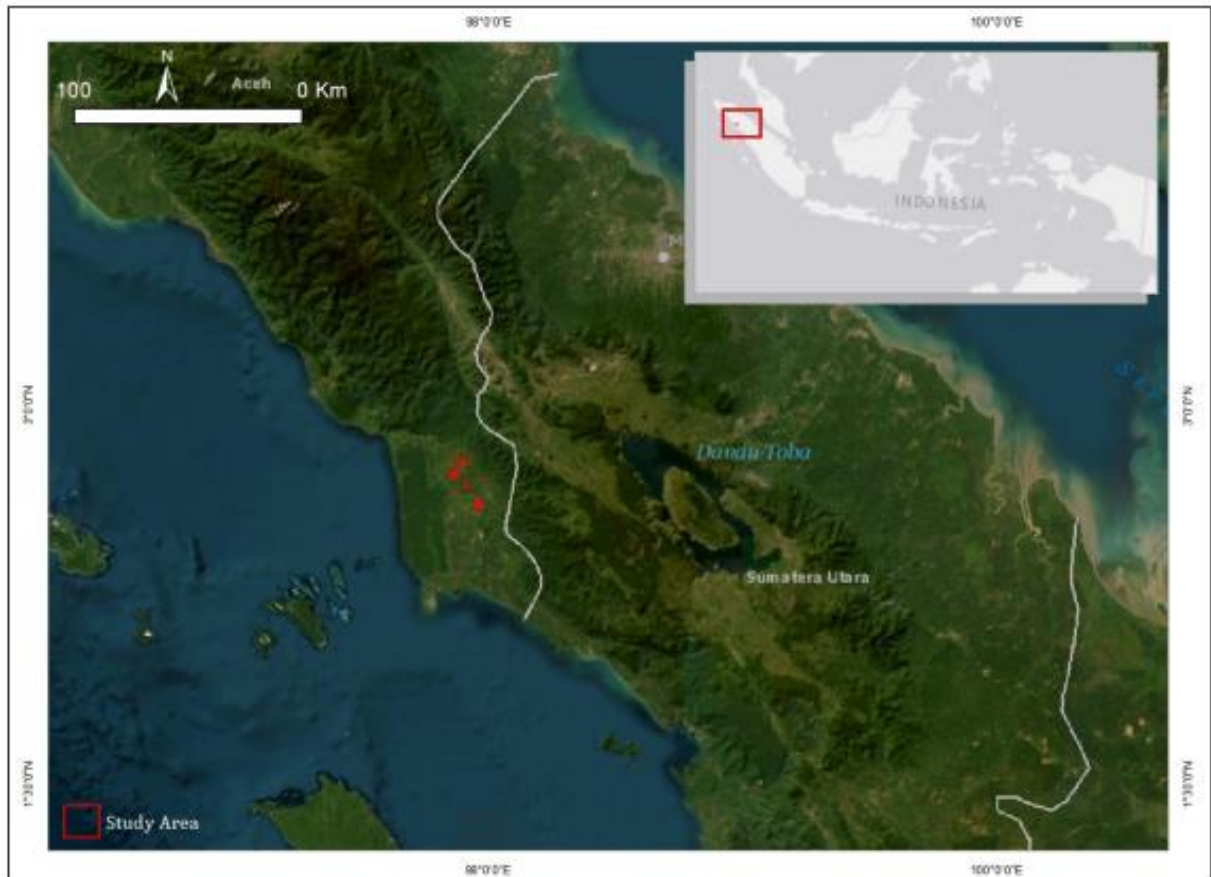 98°0'0"E 100°0'0"E
N
Aceh
100 0 Km
INDONESIA
M
3°0'0"N 3°0'0"N
Danau Toba
Sumatera Utara
1°30'0"N 1°30'0"N
Study Area
98°0'0"E 100°0'0"E